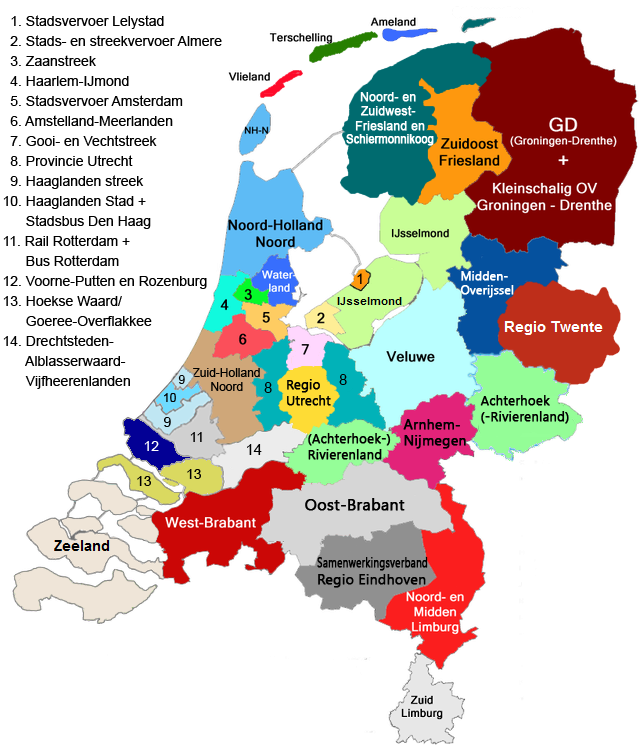 1. Stadsvervoer Lelystad
2. Stads- en streekvervoer Almere
3. Zaanstreek
4. Haarlem-IJmond
5. Stadsvervoer Amsterdam
6. Amstelland-Meerlanden
7. Gooi- en Vechtstreek
8. Provincie Utrecht
9. Haaglanden streek
10. Haaglanden Stad +
Stadsbus Den Haag
11. Rail Rotterdam +
Bus Rotterdam
12. Voorne-Putten en Rozenburg
13. Hoekse Waard/
Goeree-Overflakkee
14. Drechtsteden-
Alblasserwaard-
Vijfheerenlanden
Ameland
Terschelling
Vlieland
NH-N
Noord- en
Zuidwest-
Friesland en
Schiermonnikoog
Zuidoost
Friesland
GD
(Groningen-Drenthe)
+
Kleinschalig OV
Groningen - Drenthe
Noord-Holland
Noord
IJsselmond
Water-
land
1
IJsselmond
Midden-
Overijssel
3
4
5
2
Regio Twente
6
7
Veluwe
Zuid-Holland
Noord
8
Regio
Utrecht
8
9
10
9
Achterhoek
(-Rivierenland)
Arnhem-
Nijmegen
12
11
14
(Achterhoek-)
Rivierenland
13
13
Oost-Brabant
West-Brabant
Zeeland
Samenwerkingsverband
Regio Eindhoven
Noord- en
Midden
Limburg
Zuid
Limburg